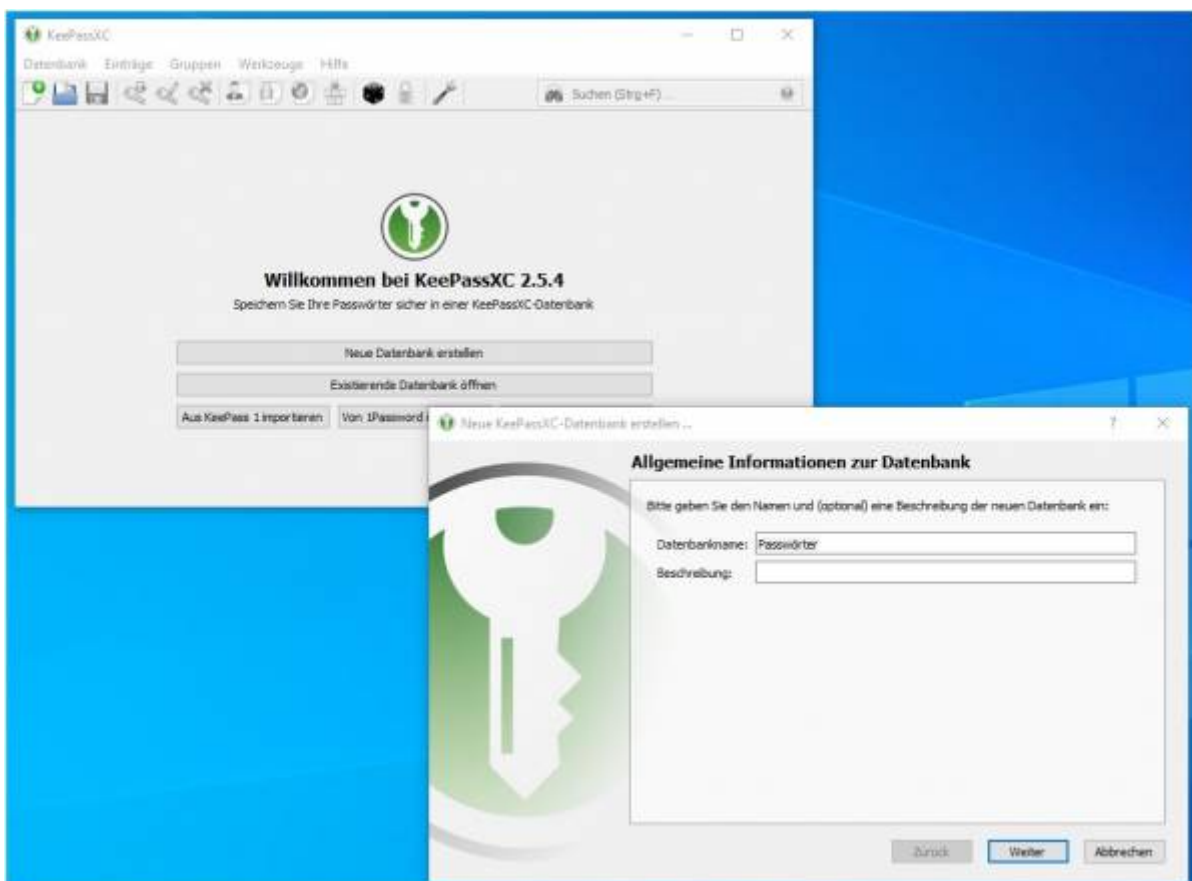 KeePassXC
Datenbank Einträge Gruppen Werkzeuge Hilfe
Suchen (Strg+F) ...
Willkommen bei KeePassXC 2.5.4
Speichern Sie Ihre Passwörter sicher in einer KeePassXC-Datenbank
Neue Datenbank erstellen
Existierende Datenbank öffnen
Aus KeePass 1 importieren Von 1Password
Neue KeePassXC-Datenbank erstellen ...
Allgemeine Informationen zur Datenbank
Bitte geben Sie den Namen und (optional) eine Beschreibung der neuen Datenbank ein:
Datenbankname: Passwörter
Beschreibung:
Zurück Weiter Abbrechen